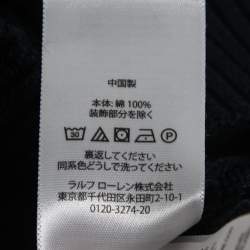 中国製
本体: 綿 100%
装飾部分を除く
裏返してください
同系色どうしで洗ってください
ラルフ ローレン株式会社
東京都千代田区永田町2-10-1
0120-3274-20